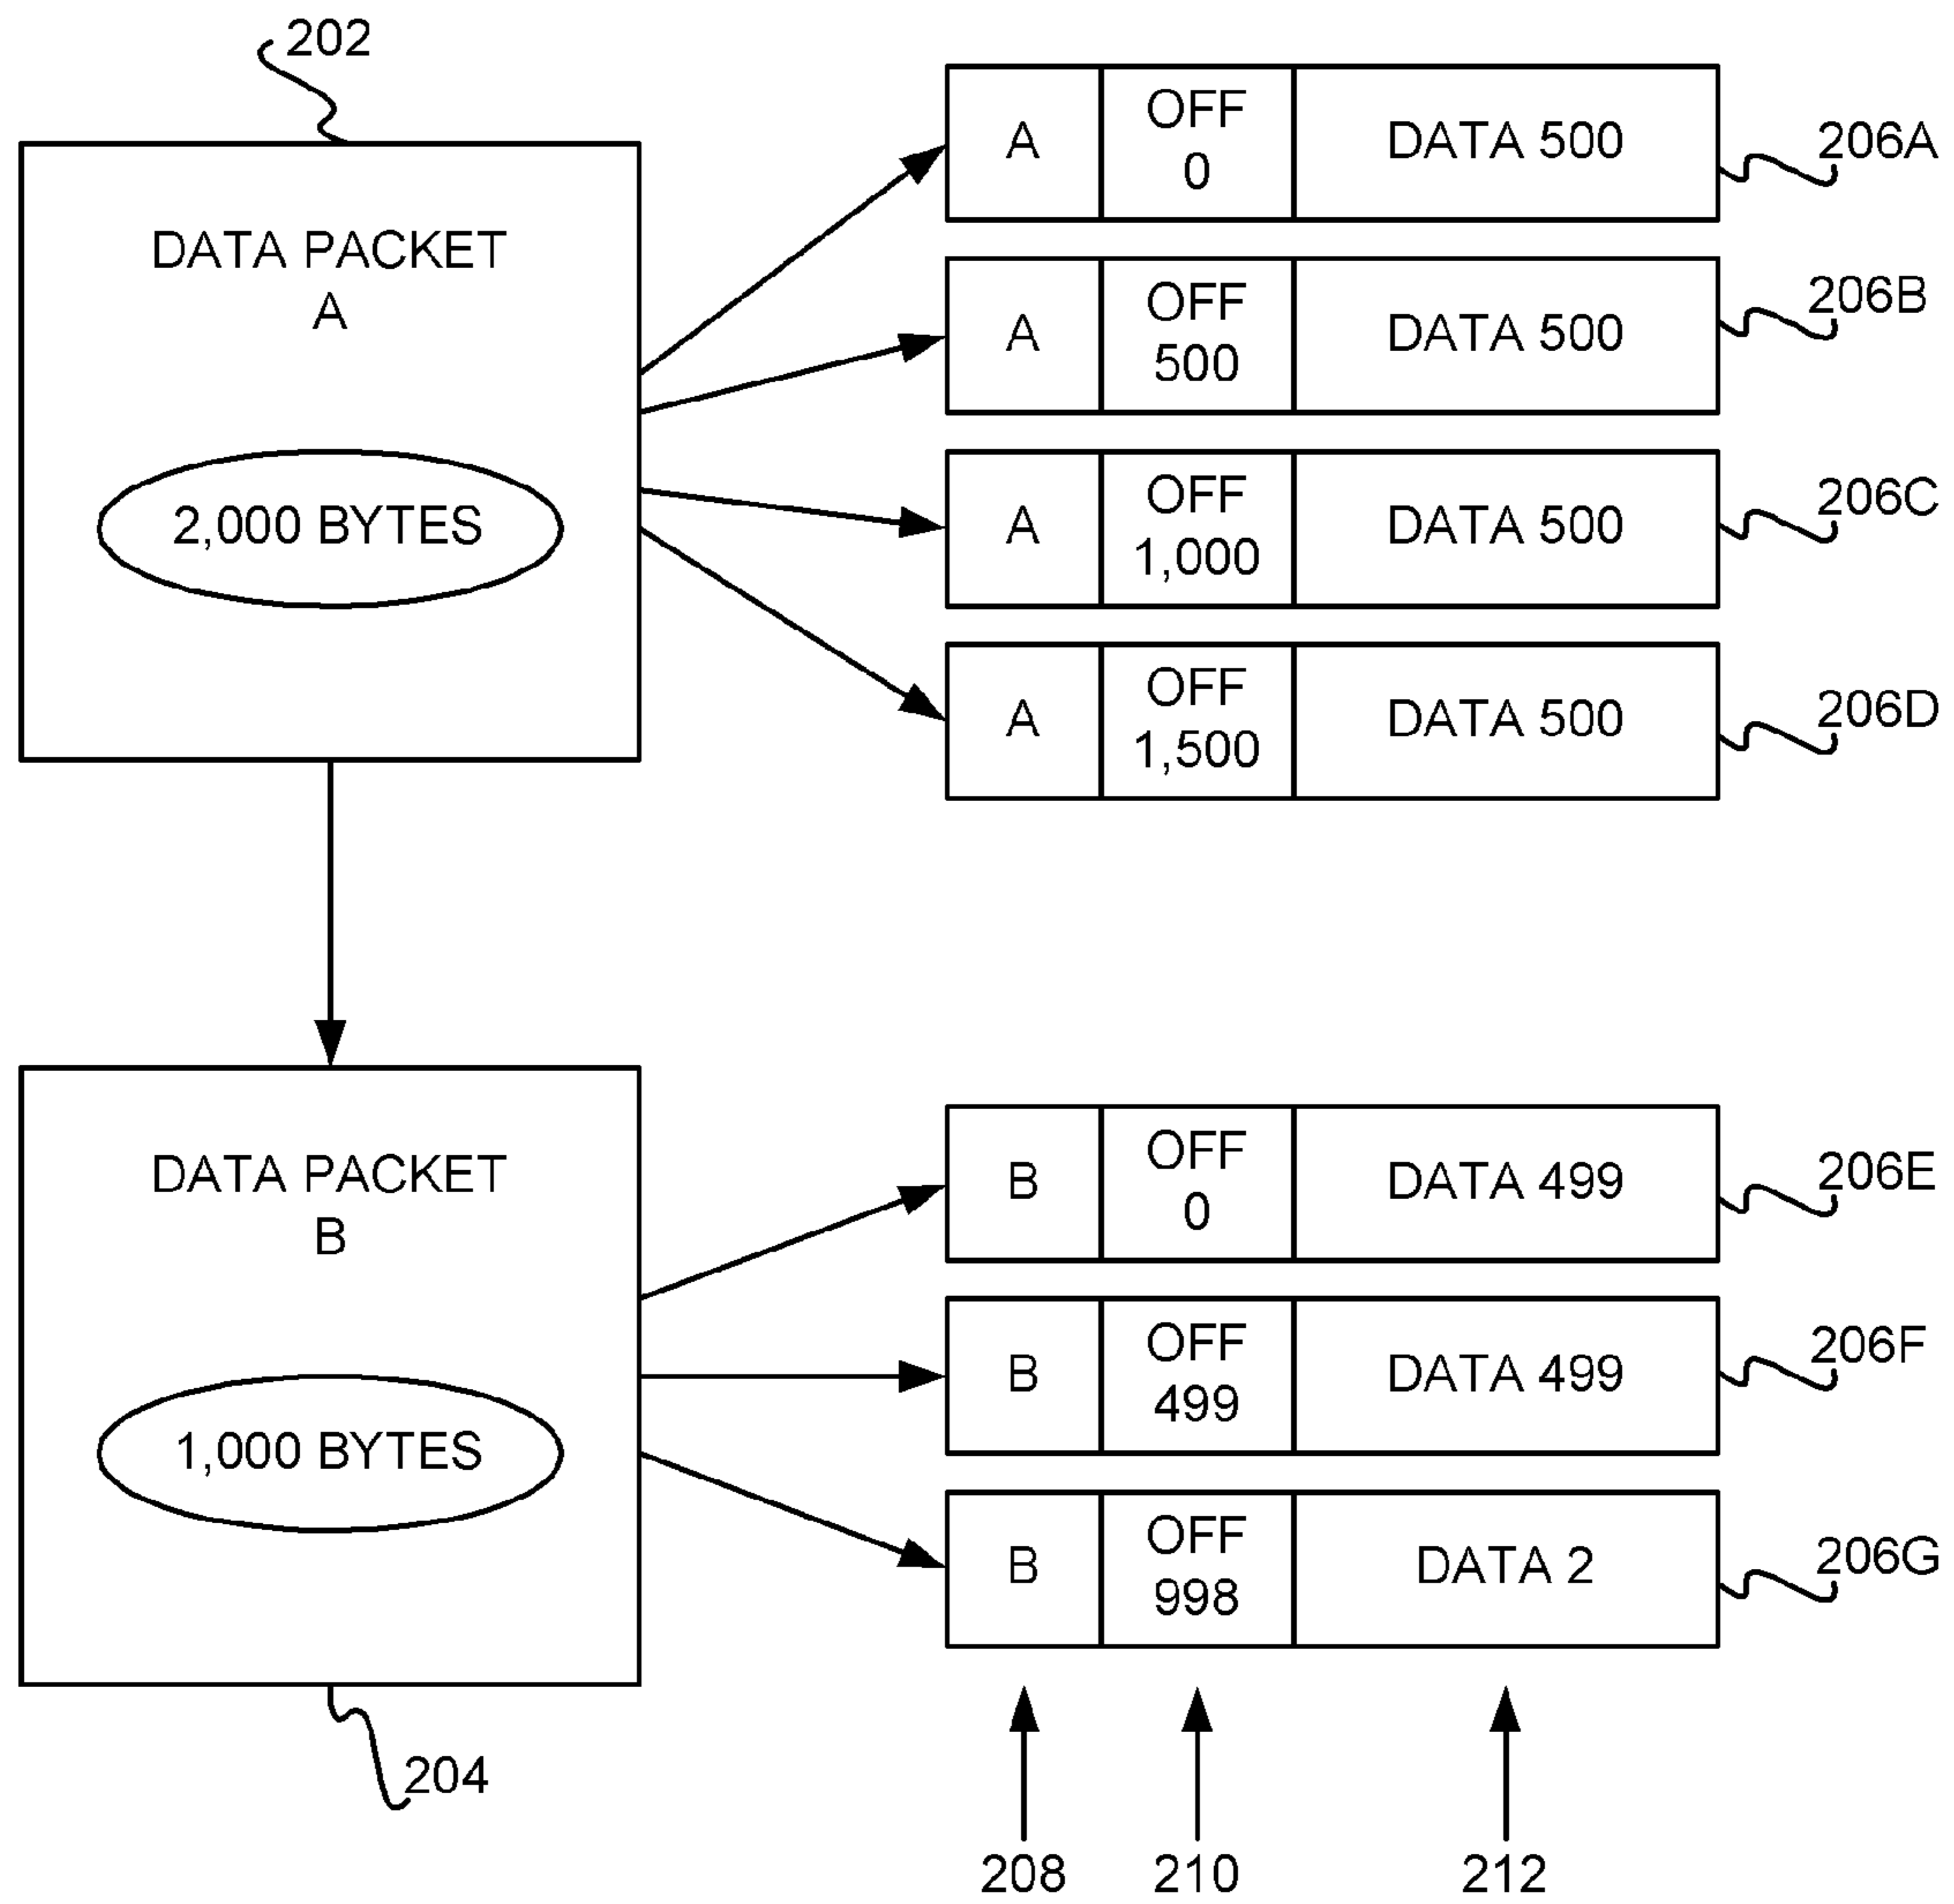 202
DATA PACKET
A
2,000 BYTES
A
OFF
0
DATA 500
206A
A
OFF
500
DATA 500
206B
A
OFF
1,000
DATA 500
206C
A
OFF
1,500
DATA 500
206D
DATA PACKET
B
1,000 BYTES
204
B
OFF
0
DATA 499
206E
B
OFF
499
DATA 499
206F
B
OFF
998
DATA 2
206G
208
210
212